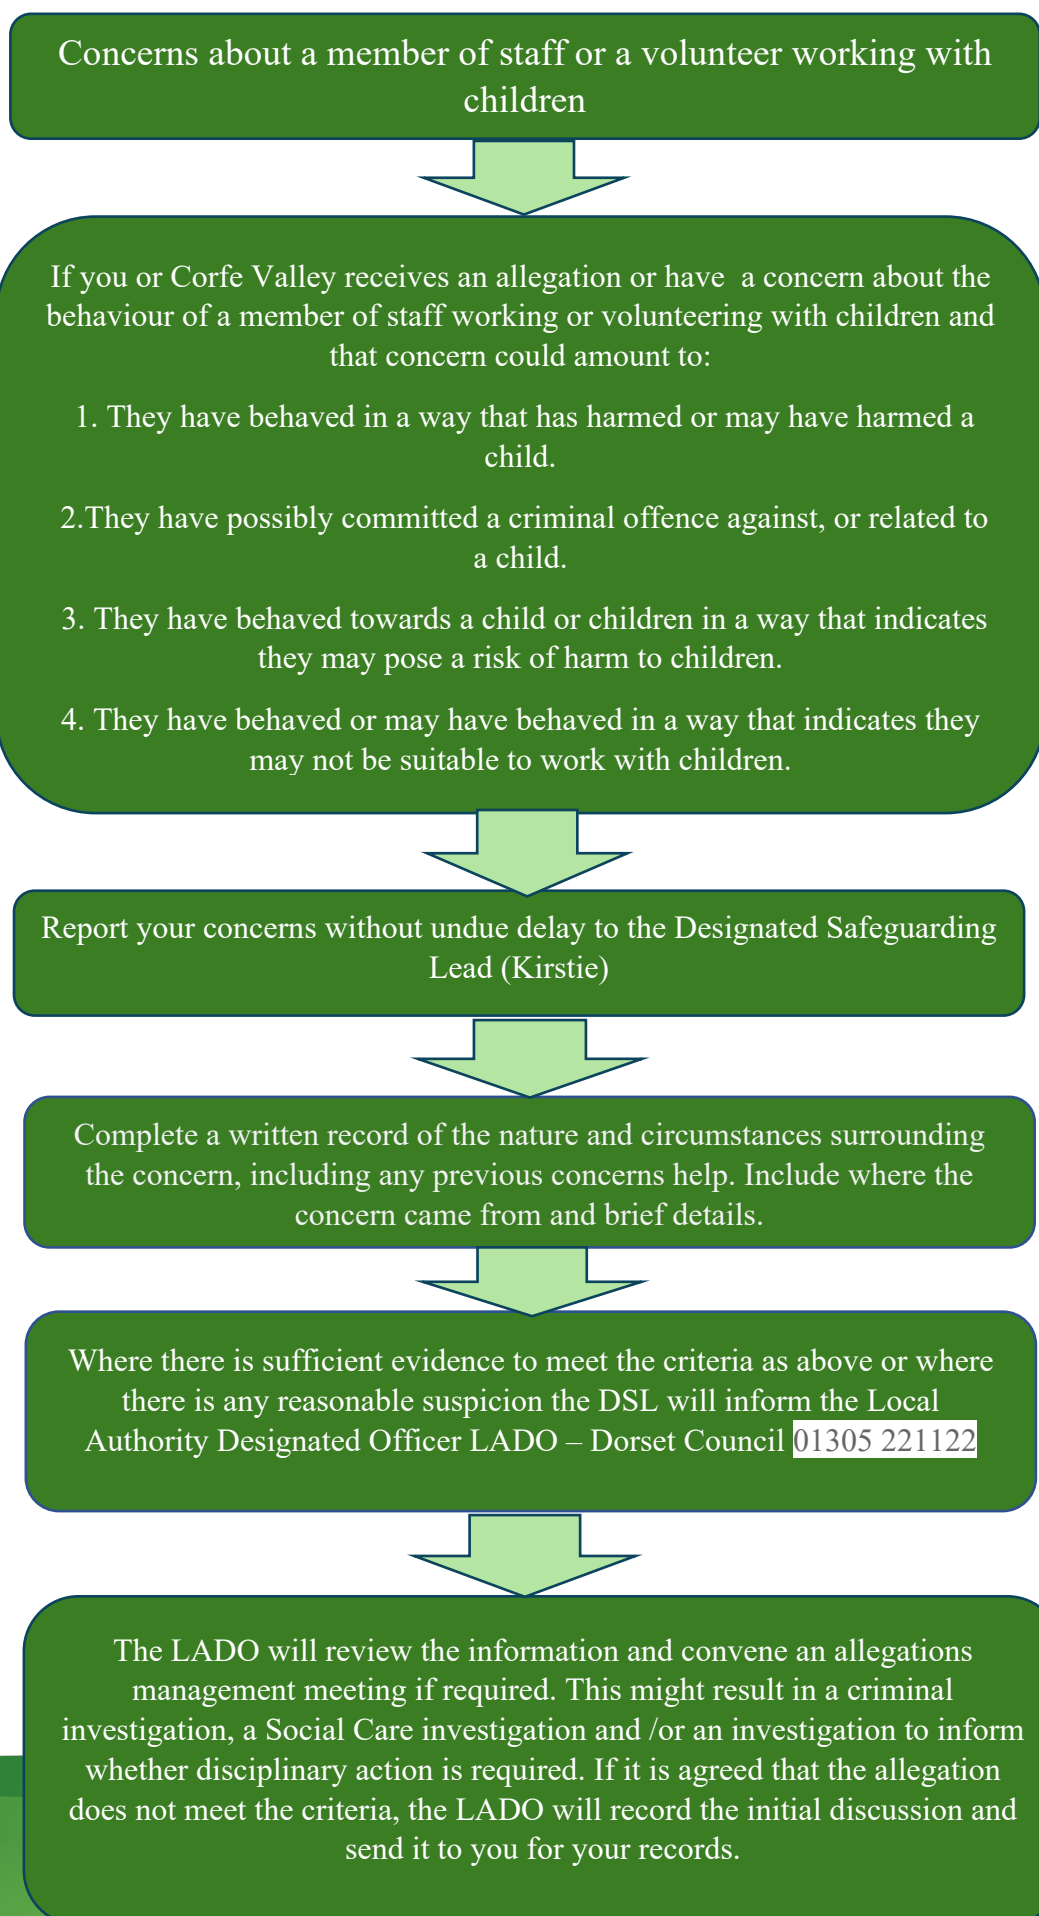 Concerns about a member of staff or a volunteer working with
children
If you or Corfe Valley receives an allegation or have  a concern about the
behaviour of a member of staff working or volunteering with children and
that concern could amount to:
1. They have behaved in a way that has harmed or may have harmed a
child.
2.They have possibly committed a criminal offence against, or related to
a child.
3. They have behaved towards a child or children in a way that indicates
they may pose a risk of harm to children.
4. They have behaved or may have behaved in a way that indicates they
may not be suitable to work with children.
Report your concerns without undue delay to the Designated Safeguarding
Lead (Kirstie)
Complete a written record of the nature and circumstances surrounding
the concern, including any previous concerns help. Include where the
concern came from and brief details.
Where there is sufficient evidence to meet the criteria as above or where
there is any reasonable suspicion the DSL will inform the Local
Authority Designated Officer LADO – Dorset Council 01305 221122
The LADO will review the information and convene an allegations
management meeting if required. This might result in a criminal
investigation, a Social Care investigation and /or an investigation to inform
whether disciplinary action is required. If it is agreed that the allegation
does not meet the criteria, the LADO will record the initial discussion and
send it to you for your records.